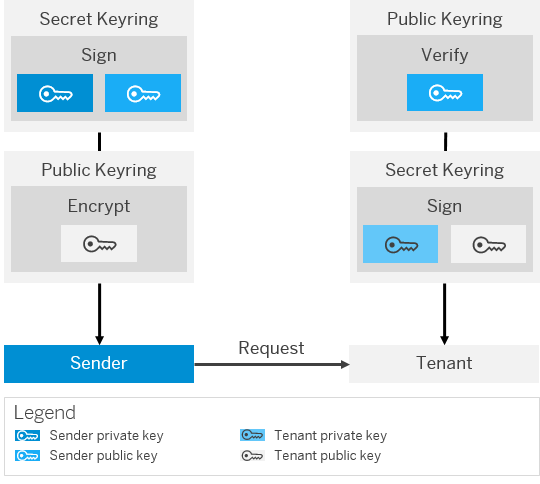 Secret Keyring
Sign
Public Keyring
Encrypt
Sender
Request
Public Keyring
Verify
Secret Keyring
Sign
Tenant
Legend
Sender private key
Sender public key
Tenant private key
Tenant public key